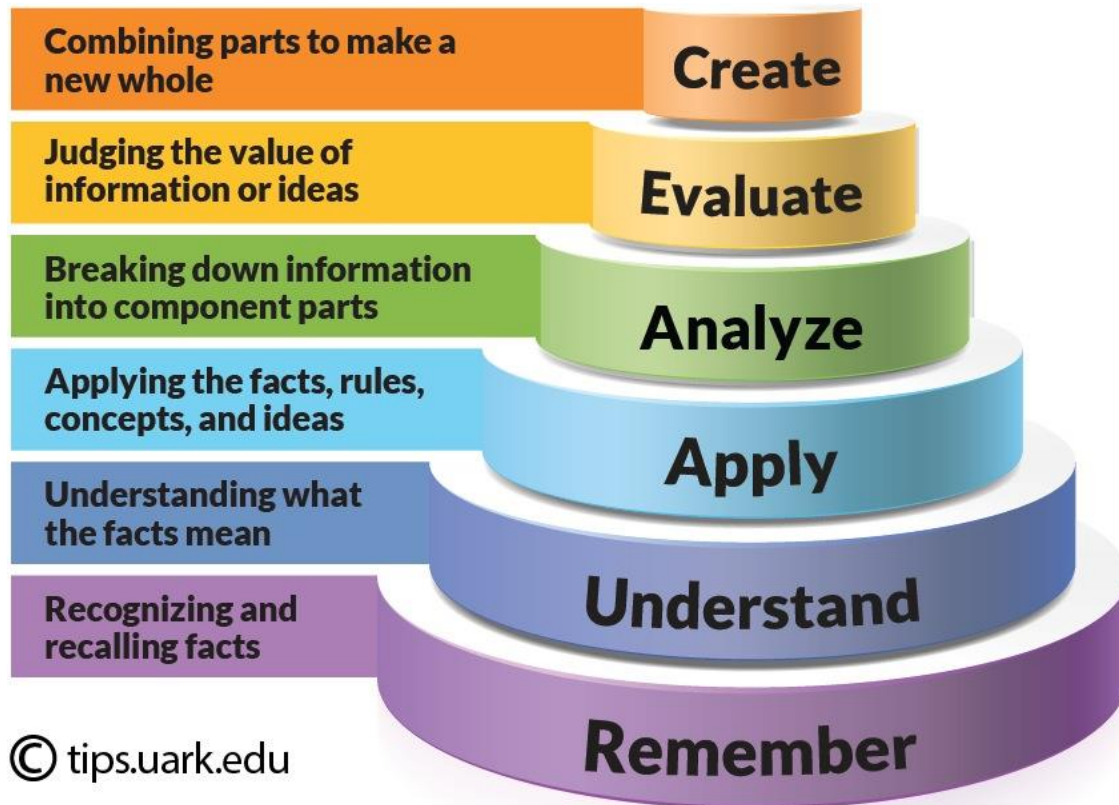 Combining parts to make a
new whole
Create
Judging the value of
information or ideas
Evaluate
Breaking down information
into component parts
Analyze
Applying the facts, rules,
concepts, and ideas
Apply
Understanding what
the facts mean
Understand
Recognizing and
recalling facts
Remember
© tips.uark.edu